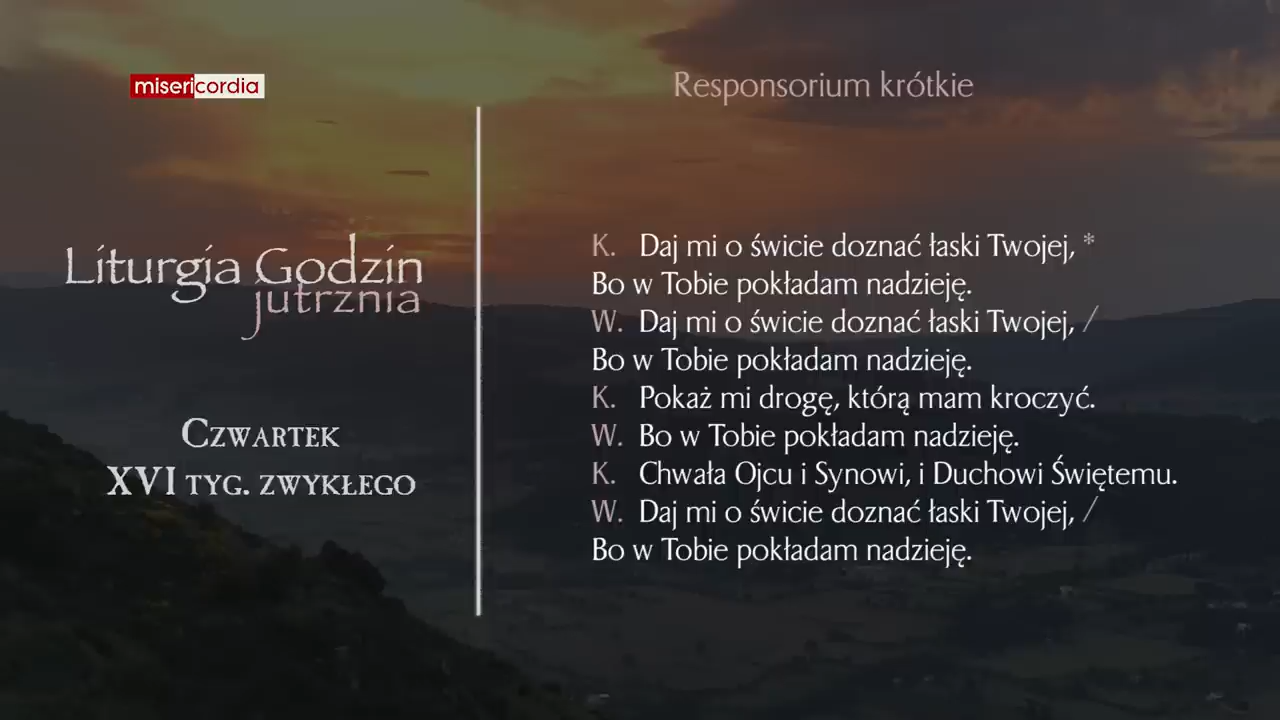 misericordia
Responsorium krótkie
Liturgia Godzin
jutrznia
Czwartek
XVI tyg. zwykłego
K. Daj mi o świcie doznać łaski Twojej, *
Bo w Tobie pokładam nadzieję.
W. Daj mi o świcie doznać łaski Twojej, /
Bo w Tobie pokładam nadzieję.
K. Pokaż mi drogę, którą mam kroczyć.
W. Bo w Tobie pokładam nadzieję.
K. Chwała Ojcu i Synowi, i Duchowi Świętemu.
W. Daj mi o świcie doznać łaski Twojej, /
Bo w Tobie pokładam nadzieję.